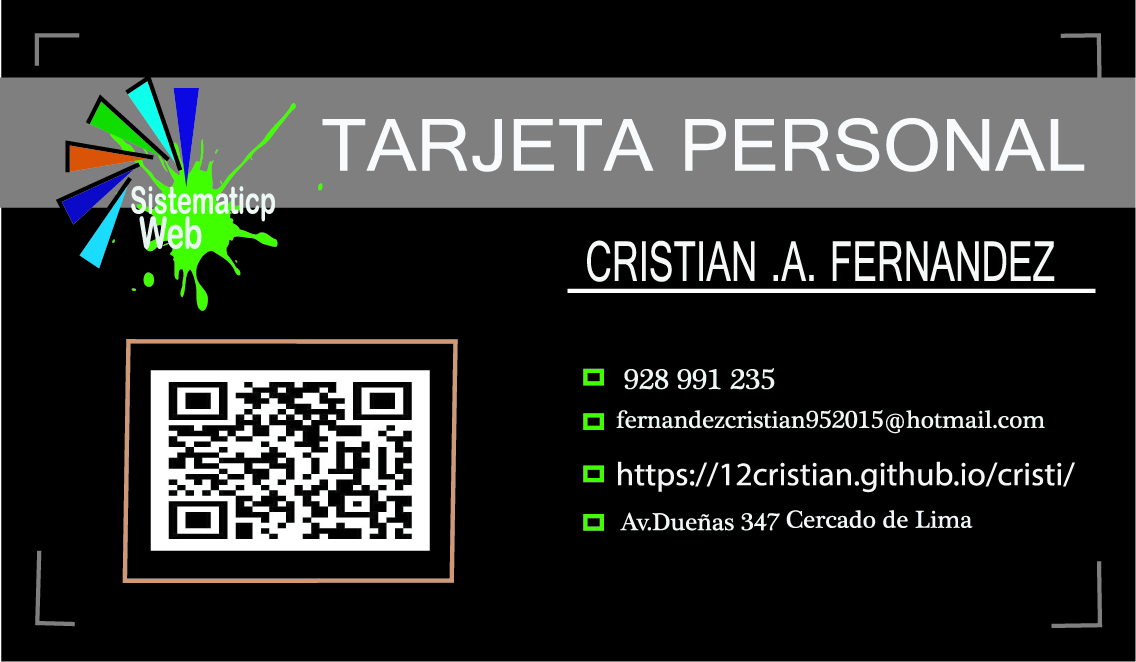 TARJETA PERSONAL
Sistematicp
Web
CRISTIAN .A. FERNANDEZ
928 991 235
fernandezcristian952015@hotmail.com
https://12cristian.github.io/cristi/
Av.Dueñas 347 Cercado de Lima